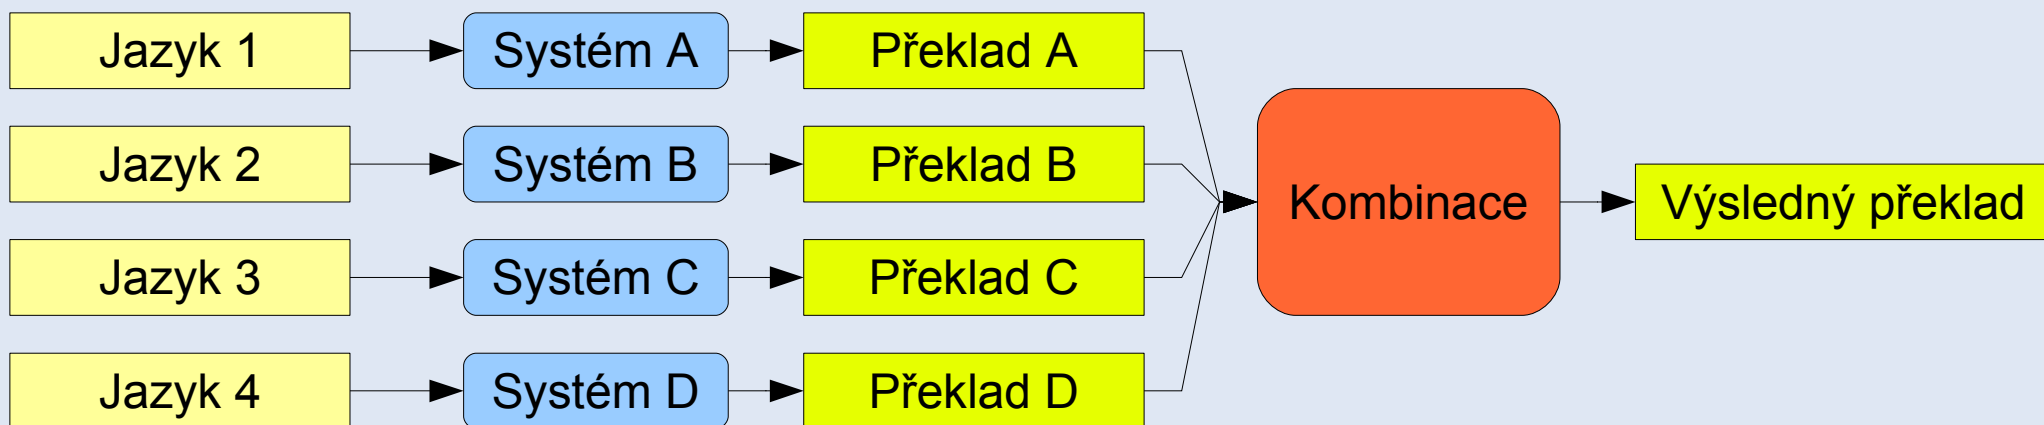 Jazyk 1
Systém A
Překlad A
Jazyk 2
Systém B
Překlad B
Kombinace
Výsledný překlad
Jazyk 3
Systém C
Překlad C
Jazyk 4
Systém D
Překlad D